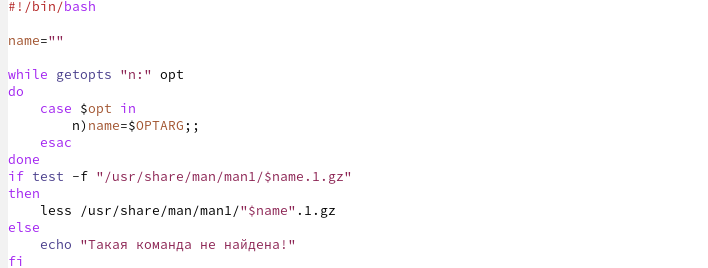 #!/bin/bash
name=""
while getopts "n:" opt
do
    case $opt in
        n)name=$OPTARG;;
    esac
done
if test -f "/usr/share/man/man1/$name.1.gz"
then
    less /usr/share/man/man1/"$name".1.gz
else
    echo "Такая команда не найдена!"
fi